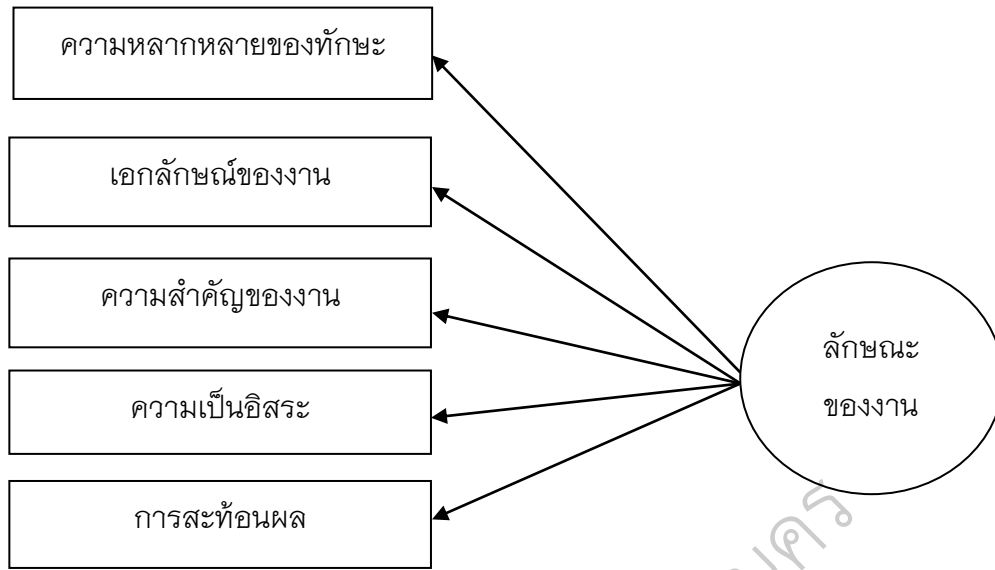 ความหลากหลายของทักษะ
เอกลักษณ์ของงาน
ความสำคัญของงาน
ความเป็นอิสระ
การสะท้อนผล
ลักษณะ
ของงาน